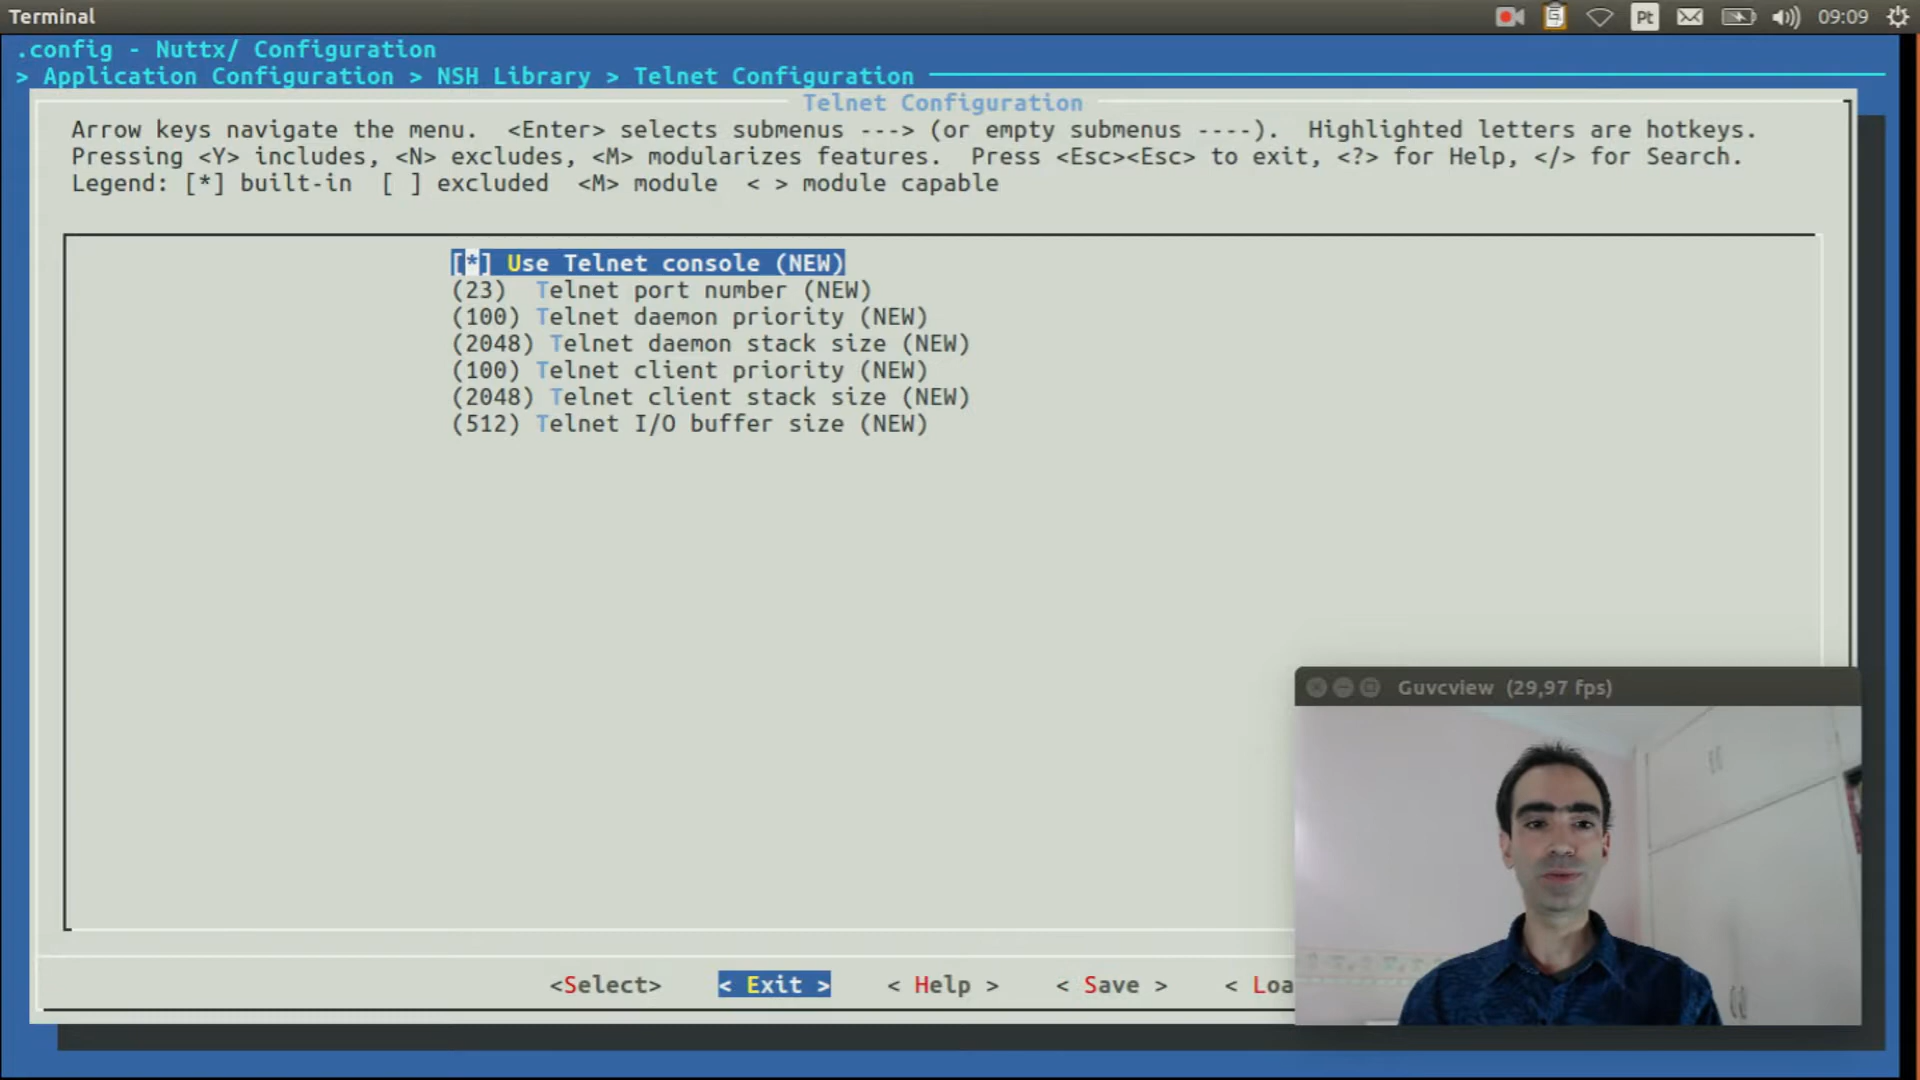 Terminal
Pt
09:09
.config - Nuttx/ Configuration
> Application Configuration > NSH Library > Telnet Configuration
Telnet Configuration
Arrow keys navigate the menu.  <Enter> selects submenus ---> (or empty submenus ----).  Highlighted letters are hotkeys.
Pressing <Y> includes, <N> excludes, <M> modularizes features.  Press <Esc><Esc> to exit, <?> for Help, </> for Search.
Legend: [*] built-in  [ ] excluded  <M> module  < > module capable
[*] Use Telnet console (NEW)
(23)  Telnet port number (NEW)
(100) Telnet daemon priority (NEW)
(2048) Telnet daemon stack size (NEW)
(100) Telnet client priority (NEW)
(2048) Telnet client stack size (NEW)
(512) Telnet I/O buffer size (NEW)
Guvcview  (29,97 fps)
<Select>    < Exit >    < Help >    < Save >    < Loa